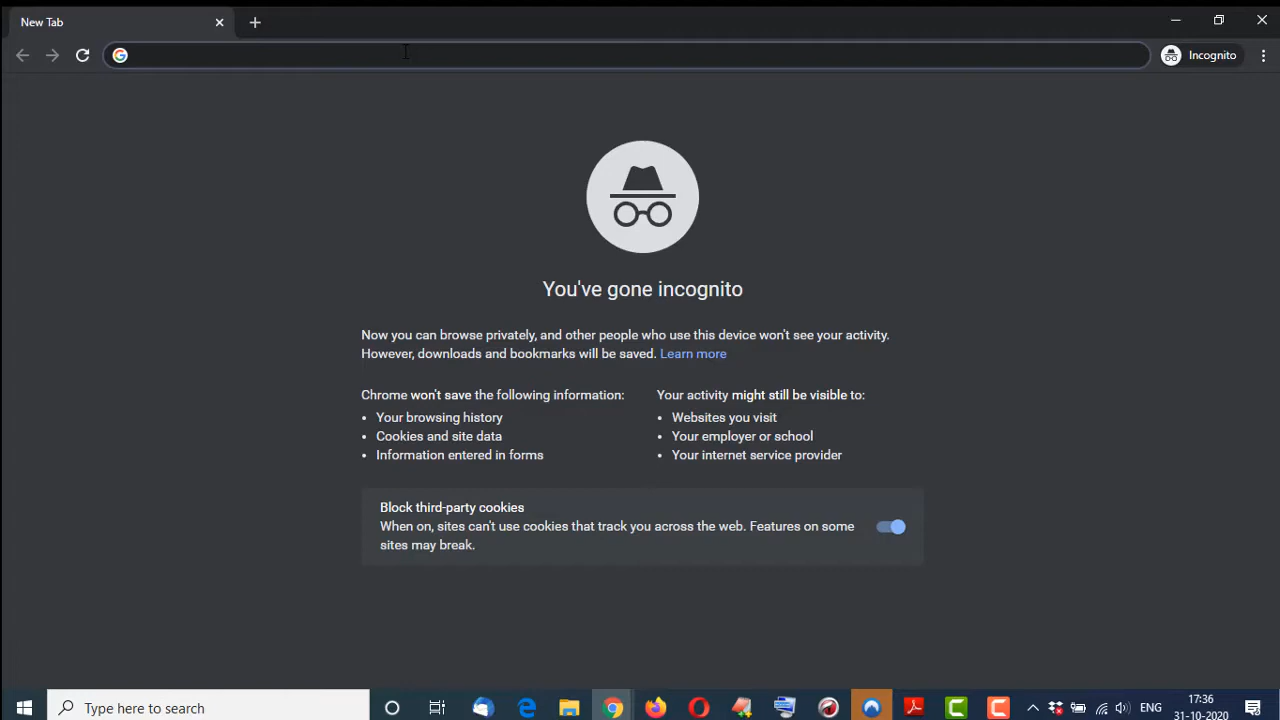 New Tab
Incognito
You've gone incognito
Now you can browse privately, and other people who use this device won't see your activity.
However, downloads and bookmarks will be saved. Learn more
Chrome won't save the following information:
• Your browsing history
• Cookies and site data
• Information entered in forms
Your activity might still be visible to:
• Websites you visit
• Your employer or school
• Your internet service provider
Block third-party cookies
When on, sites can't use cookies that track you across the web. Features on some
sites may break.
Type here to search
ENG
17:36
31-10-2020